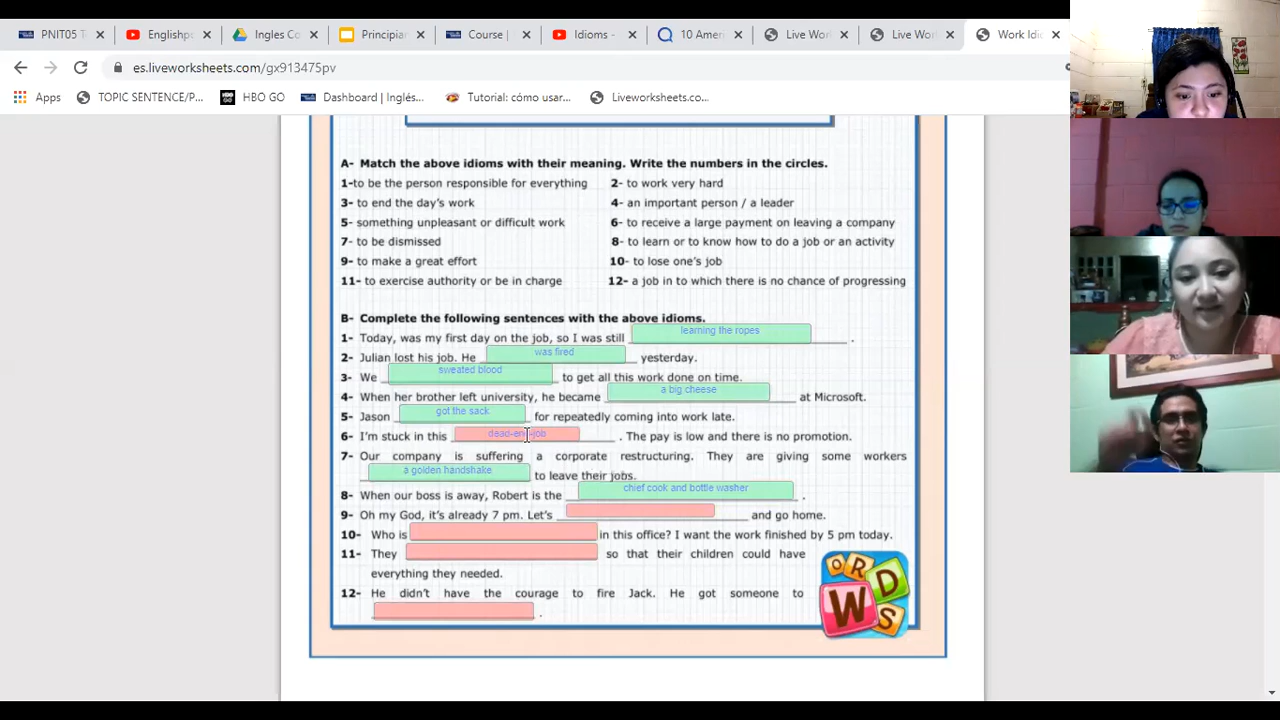 PNIT05 T
Englishp
Ingles Co
Principian
Course
Idioms -
10 Ameri
Live Wor
Live Wor
Work Idio
es.liveworksheets.com/gx913475pv
Apps
TOPIC SENTENCE/P...
HBO GO
Dashboard | Inglés...
Tutorial: cómo usar...
Liveworksheets.co...
A- Match the above idioms with their meaning. Write the numbers in the circles.
1-to be the person responsible for everything 2- to work very hard
3- to end the day's work 4- an important person / a leader
5- something unpleasant or difficult work 6- to receive a large payment on leaving a company
7- to be dismissed 8- to learn or to know how to do a job or an activity
9- to make a great effort 10- to lose one's job
11- to exercise authority or be in charge 12- a job in to which there is no chance of progressing
B- Complete the following sentences with the above idioms.
1- Today, was my first day on the job, so I was still learning the ropes .
2- Julian lost his job. He was fired yesterday.
3- We sweated blood to get all this work done on time.
4- When her brother left university, he became a big cheese at Microsoft.
5- Jason got the sack for repeatedly coming into work late.
6- I'm stuck in this dead-end-job . The pay is low and there is no promotion.
7- Our company is suffering a corporate restructuring. They are giving some workers
a golden handshake to leave their jobs.
8- When our boss is away, Robert is the chief cook and bottle washer .
9- Oh my God, it's already 7 pm. Let's and go home.
10- Who is in this office? I want the work finished by 5 pm today.
11- They so that their children could have
everything they needed.
12- He didn't have the courage to fire Jack. He got someone to
.
W O R D S